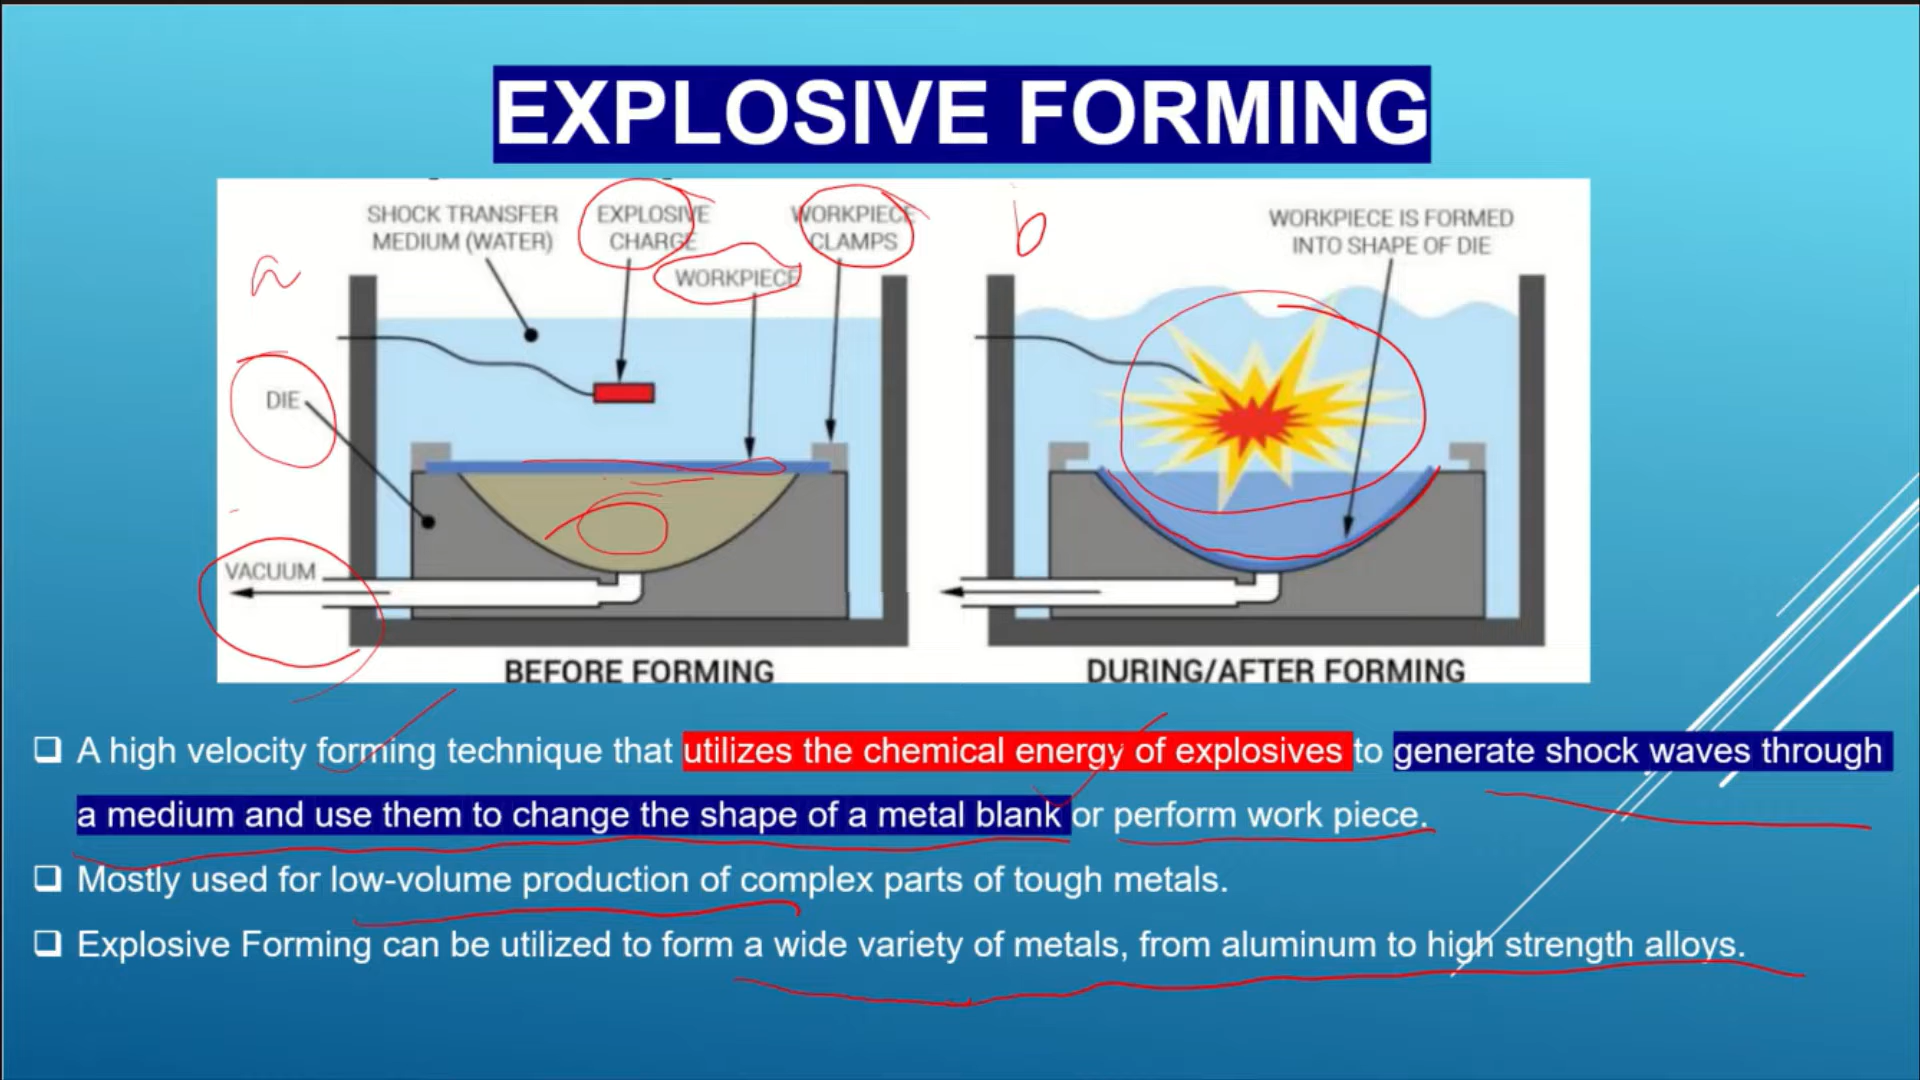 EXPLOSIVE FORMING
SHOCK TRANSFER
MEDIUM (WATER)
EXPLOSIVE
CHARGE
WORKPIECE
WORKPIECE
CLAMPS
a
DIE
VACUUM
BEFORE FORMING
b
WORKPIECE IS FORMED
INTO SHAPE OF DIE
DURING/AFTER FORMING
A high velocity forming technique that utilizes the chemical energy of explosives to generate shock waves through
a medium and use them to change the shape of a metal blank or perform work piece.
Mostly used for low-volume production of complex parts of tough metals.
Explosive Forming can be utilized to form a wide variety of metals, from aluminum to high strength alloys.